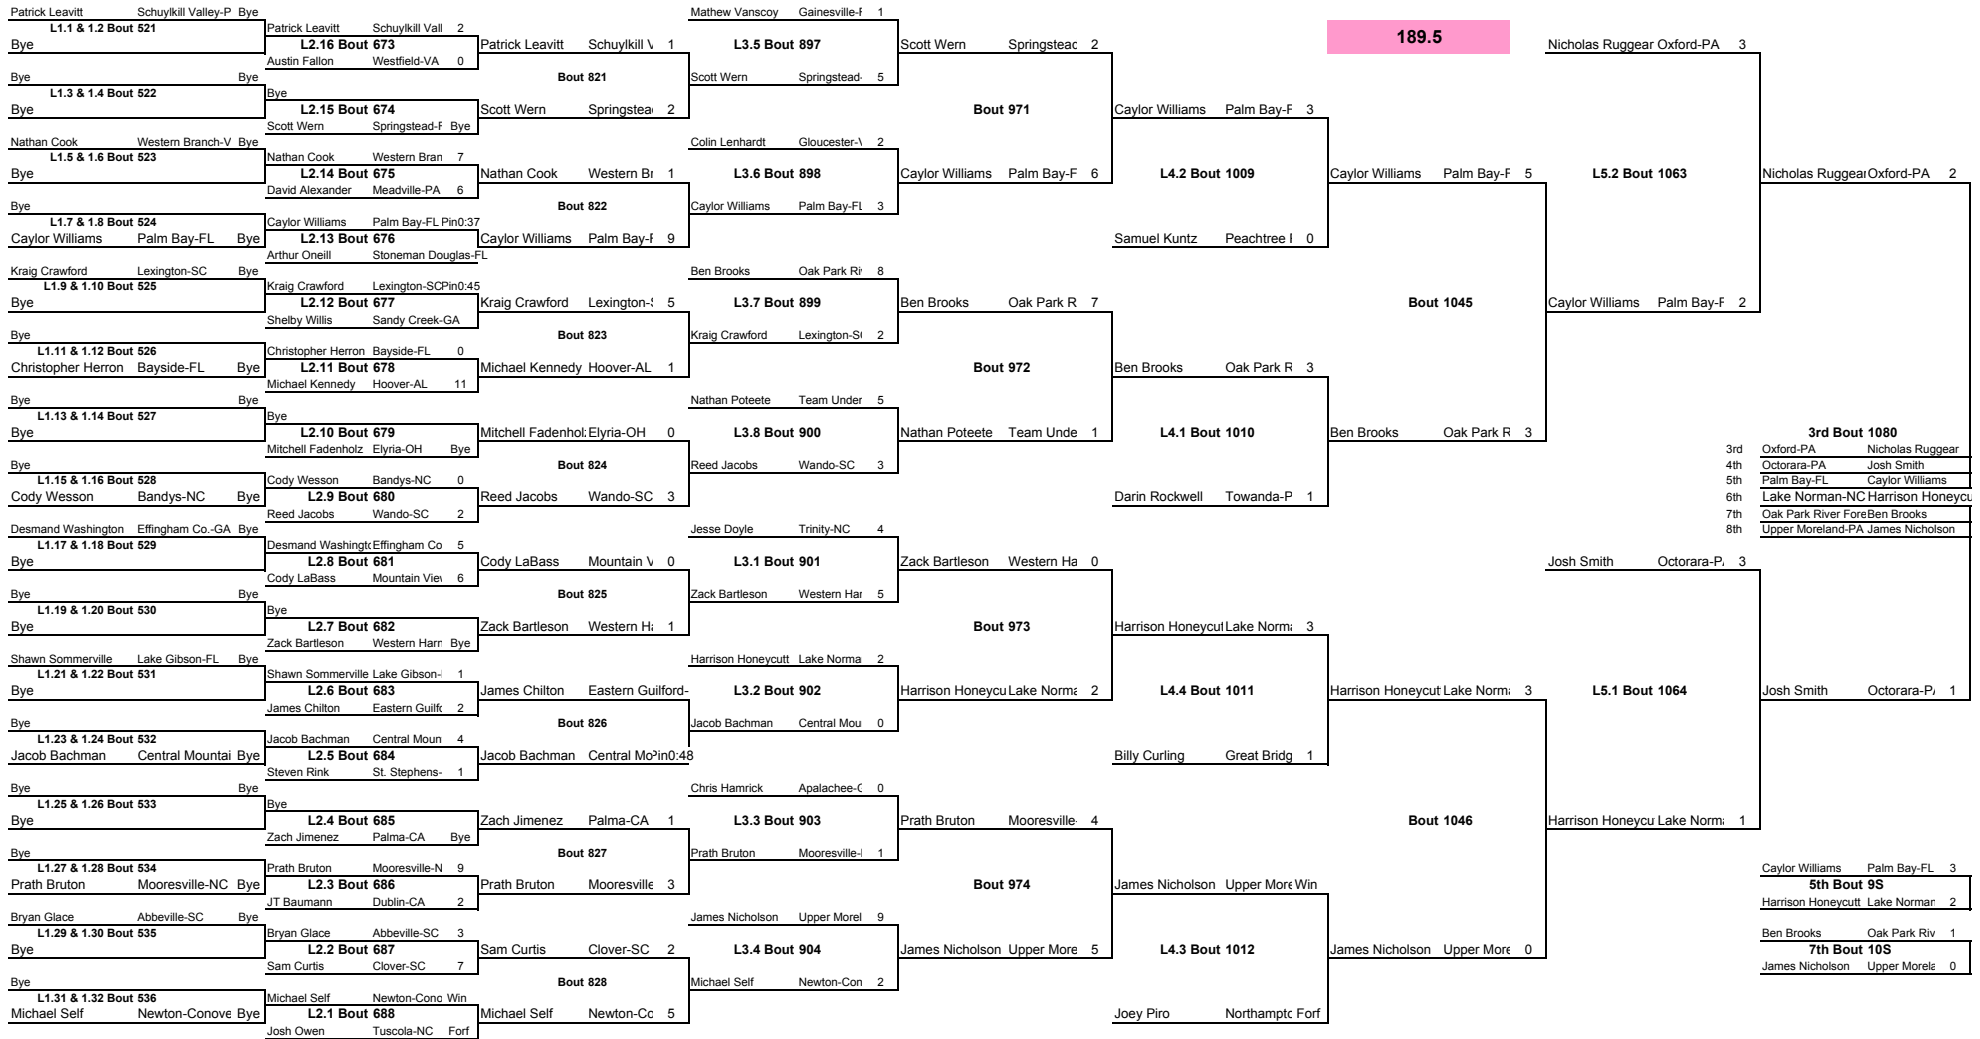 Patrick Leavitt Schuylkill Valley-P Bye
L1.1 & 1.2 Bout 521
Bye
Bye Bye
L1.3 & 1.4 Bout 522
Bye
Nathan Cook Western Branch-V Bye
L1.5 & 1.6 Bout 523
Bye
Bye
L1.7 & 1.8 Bout 524
Caylor Williams Palm Bay-FL Bye
Kraig Crawford Lexington-SC Bye
L1.9 & 1.10 Bout 525
Bye
Bye
L1.11 & 1.12 Bout 526
Christopher Herron Bayside-FL Bye
Bye Bye
L1.13 & 1.14 Bout 527
Bye
Bye
L1.15 & 1.16 Bout 528
Cody Wesson Bandys-NC Bye
Desmand Washington Effingham Co.-GA Bye
L1.17 & 1.18 Bout 529
Bye
Bye Bye
L1.19 & 1.20 Bout 530
Bye
Shawn Sommerville Lake Gibson-FL Bye
L1.21 & 1.22 Bout 531
Bye
Bye
L1.23 & 1.24 Bout 532
Jacob Bachman Central Mountai Bye
Bye Bye
L1.25 & 1.26 Bout 533
Bye
Bye
L1.27 & 1.28 Bout 534
Prath Bruton Mooresville-NC Bye
Bryan Glace Abbeville-SC Bye
L1.29 & 1.30 Bout 535
Bye
Bye
L1.31 & 1.32 Bout 536
Michael Self Newton-Conove Bye
Patrick Leavitt Schuylkill Vall 2
L2.16 Bout 673
Austin Fallon Westfield-VA 0
Bye
L2.15 Bout 674
Scott Wern Springstead-F Bye
Nathan Cook Western Bran 7
L2.14 Bout 675
David Alexander Meadville-PA 6
Caylor Williams Palm Bay-FL Pin0:37
L2.13 Bout 676
Arthur Oneill Stoneman Douglas-FL
Kraig Crawford Lexington-SCPin0:45
L2.12 Bout 677
Shelby Willis Sandy Creek-GA
Christopher Herron Bayside-FL 0
L2.11 Bout 678
Michael Kennedy Hoover-AL 11
Bye
L2.10 Bout 679
Mitchell Fadenholz Elyria-OH Bye
Cody Wesson Bandys-NC 0
L2.9 Bout 680
Reed Jacobs Wando-SC 2
Desmand Washingto Effingham Co 5
L2.8 Bout 681
Cody LaBass Mountain View 6
Bye
L2.7 Bout 682
Zack Bartleson Western Harn Bye
Shawn Sommerville Lake Gibson- 1
L2.6 Bout 683
James Chilton Eastern Guilfo 2
Jacob Bachman Central Moun 4
L2.5 Bout 684
Steven Rink St. Stephens- 1
Bye
L2.4 Bout 685
Zach Jimenez Palma-CA Bye
Prath Bruton Mooresville-N 9
L2.3 Bout 686
JT Baumann Dublin-CA 2
Bryan Glace Abbeville-SC 3
L2.2 Bout 687
Sam Curtis Clover-SC 7
Michael Self Newton-Cono Win
L2.1 Bout 688
Josh Owen Tuscola-NC Forf
Patrick Leavitt Schuylkill V 1
Bout 821
Scott Wern Springstea 2
Nathan Cook Western Br 1
Bout 822
Caylor Williams Palm Bay-F 9
Kraig Crawford Lexington-S 5
Bout 823
Michael Kennedy Hoover-AL 1
Mitchell Fadenhol Elyria-OH 0
Bout 824
Reed Jacobs Wando-SC 3
Cody LaBass Mountain V 0
Bout 825
Zack Bartleson Western Ha 1
James Chilton Eastern Guilford-
Bout 826
Jacob Bachman Central Mo Pin0:48
Zach Jimenez Palma-CA 1
Bout 827
Prath Bruton Mooresville 3
Sam Curtis Clover-SC 2
Bout 828
Michael Self Newton-Co 5
Mathew Vanscoy Gainesville-F 1
L3.5 Bout 897
Scott Wern Springstead- 5
Colin Lenhardt Gloucester-V 2
L3.6 Bout 898
Caylor Williams Palm Bay-FL 3
Ben Brooks Oak Park Riv 8
L3.7 Bout 899
Kraig Crawford Lexington-SC 2
Nathan Poteete Team Under 5
L3.8 Bout 900
Reed Jacobs Wando-SC 3
Jesse Doyle Trinity-NC 4
L3.1 Bout 901
Zack Bartleson Western Har 5
Harrison Honeycutt Lake Norma 2
L3.2 Bout 902
Jacob Bachman Central Mou 0
Chris Hamrick Apalachee-G 0
L3.3 Bout 903
Prath Bruton Mooresville- 1
James Nicholson Upper Morel 9
L3.4 Bout 904
Michael Self Newton-Con 2
Scott Wern Springsteac 2
Bout 971
Caylor Williams Palm Bay-F 6
Ben Brooks Oak Park R 7
Bout 972
Nathan Poteete Team Unde 1
Zack Bartleson Western Ha 0
Bout 973
Harrison Honeycu Lake Norma 2
Prath Bruton Mooresville- 4
Bout 974
James Nicholson Upper More 5
Caylor Williams Palm Bay-F 3
L4.2 Bout 1009
Samuel Kuntz Peachtree 0
Ben Brooks Oak Park R 3
L4.1 Bout 1010
Darin Rockwell Towanda-P 1
Harrison Honeycut Lake Norma 3
L4.4 Bout 1011
Billy Curling Great Bridg 1
James Nicholson Upper More Win
L4.3 Bout 1012
Joey Piro Northampto Forf
189.5
Caylor Williams Palm Bay-F 5
Bout 1045
Ben Brooks Oak Park R 3
Harrison Honeycut Lake Norma 3
Bout 1046
James Nicholson Upper More 0
Nicholas Ruggear Oxford-PA 3
L5.2 Bout 1063
Caylor Williams Palm Bay-F 2
Josh Smith Octorara-PA 3
L5.1 Bout 1064
Harrison Honeycu Lake Norma 1
Nicholas Ruggear Oxford-PA 2
3rd Bout 1080
3rd Oxford-PA Nicholas Ruggear
4th Octorara-PA Josh Smith
5th Palm Bay-FL Caylor Williams
6th Lake Norman-NC Harrison Honeycu
7th Oak Park River Fore Ben Brooks
8th Upper Moreland-PA James Nicholson
Josh Smith Octorara-PA 1
Caylor Williams Palm Bay-FL 3
5th Bout 9S
Harrison Honeycutt Lake Norman 2
Ben Brooks Oak Park Riv 1
7th Bout 10S
James Nicholson Upper Morela 0